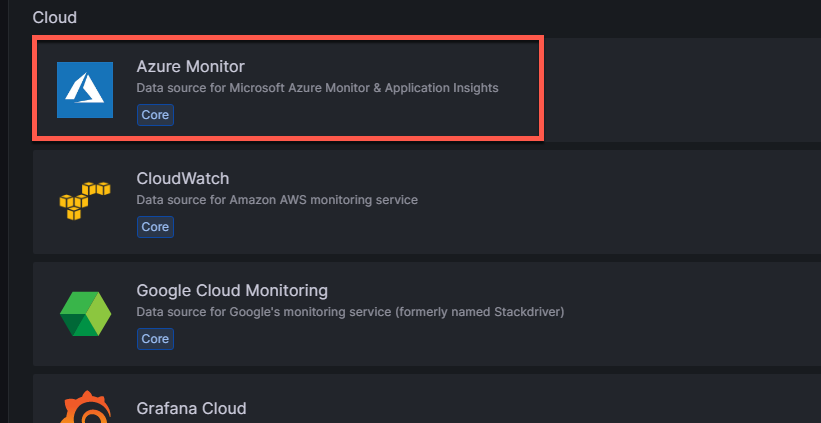 Cloud
Azure Monitor
Data source for Microsoft Azure Monitor & Application Insights
Core
CloudWatch
Data source for Amazon AWS monitoring service
Core
Google Cloud Monitoring
Data source for Google's monitoring service (formerly named Stackdriver)
Core
Grafana Cloud